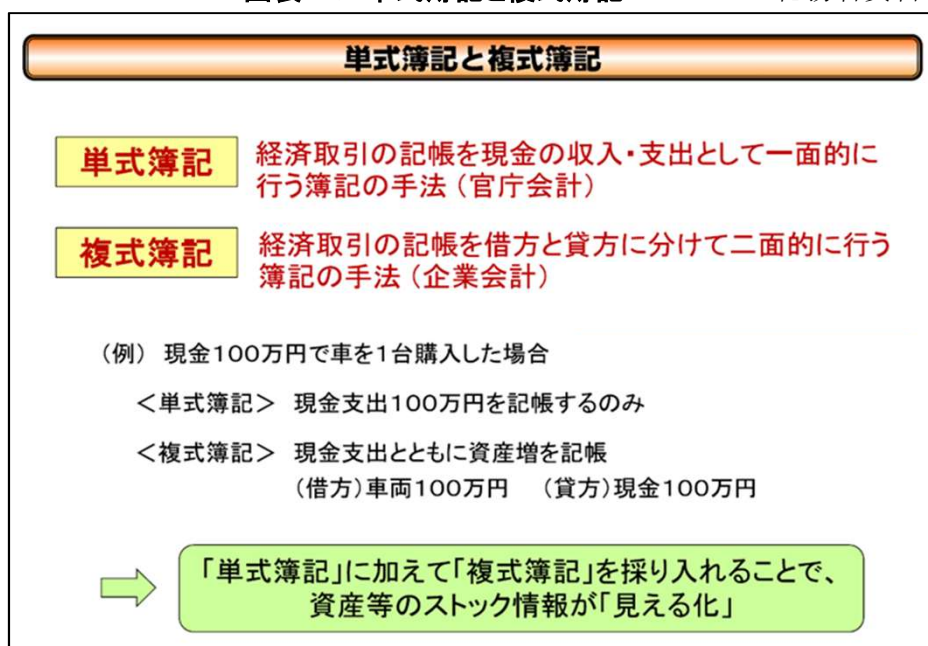 単式簿記と複式簿記
単式簿記
経済取引の記帳を現金の収入・支出として一面的に
行う簿記の手法（官庁会計）
複式簿記
経済取引の記帳を借方と貸方に分けて二面的に行う
簿記の手法（企業会計）
（例） 現金100万円で車を1台購入した場合
＜単式簿記＞ 現金支出100万円を記帳するのみ
＜複式簿記＞ 現金支出とともに資産増を記帳
（借方）車両100万円 （貸方）現金100万円
「単式簿記」に加えて「複式簿記」を採り入れることで、
資産等のストック情報が「見える化」